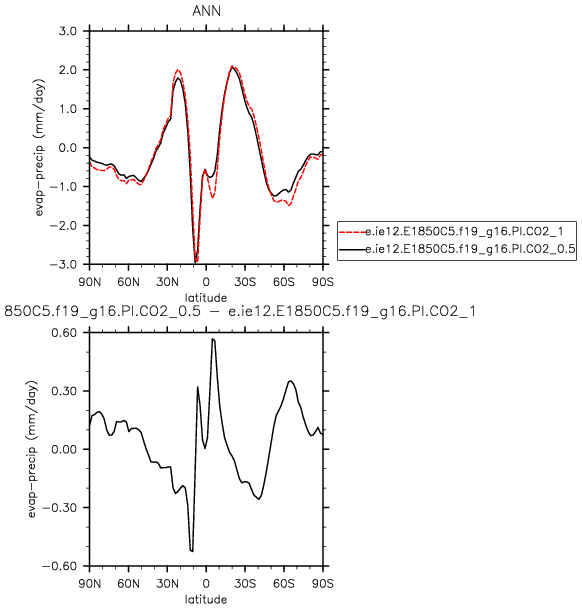 ANN
3.0
2.0
1.0
0.0
−1.0
−2.0
−3.0
evap−precip (mm/day)
90N 60N 30N 0 30S 60S 90S
latitude
e.ie12.E1850C5.f19_g16.PI.CO2_1
e.ie12.E1850C5.f19_g16.PI.CO2_0.5
850C5.f19_g16.PI.CO2_0.5 − e.ie12.E1850C5.f19_g16.PI.CO2_1
0.60
0.30
0.00
−0.30
−0.60
evap−precip (mm/day)
90N 60N 30N 0 30S 60S 90S
latitude